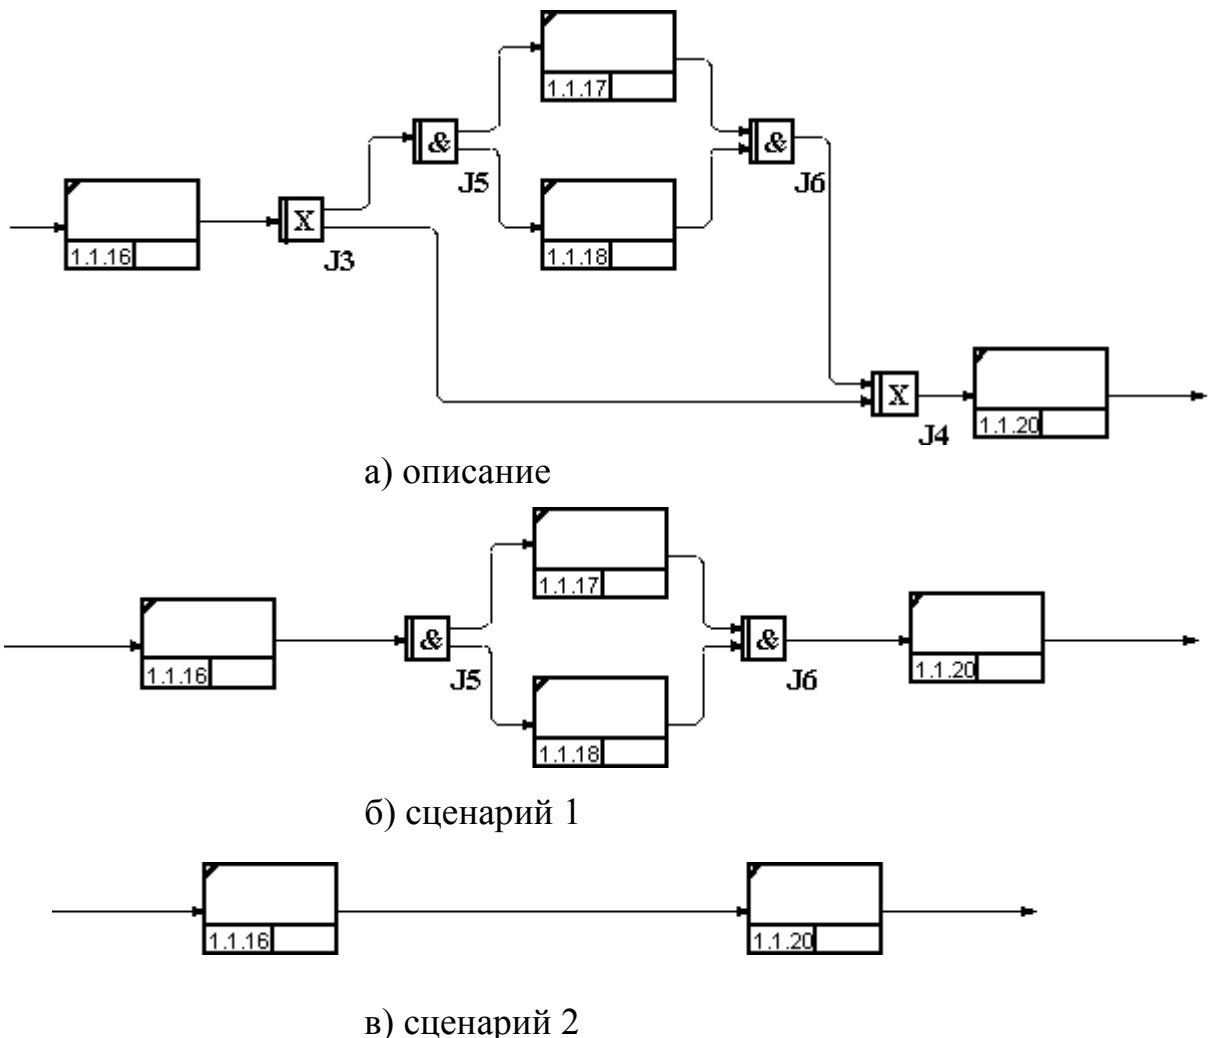 1.1.17
&
&
J5
J6
1.1.16
X
J3
1.1.18
X
J4
1.1.20
а) описание
1.1.17
1.1.16
&
&
J5
J6
1.1.20
1.1.18
б) сценарий 1
1.1.16
1.1.20
в) сценарий 2